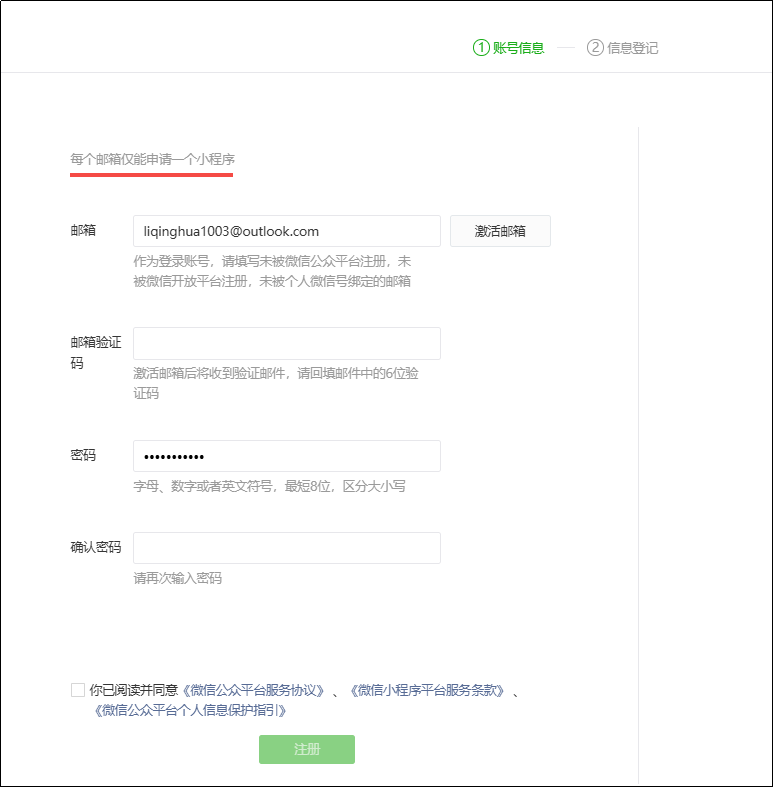 ① 账号信息 — ② 信息登记
每个邮箱仅能申请一个小程序
邮箱 liqinghua1003@outlook.com 激活邮箱
作为登录账号，请填写未被微信公众平台注册，未
被微信开放平台注册，未被个人微信号绑定的邮箱
邮箱验证
码
激活邮箱后将收到验证邮件，请回填邮件中的6位验
证码
密码 •••••••••••
字母、数字或者英文符号，最短8位，区分大小写
确认密码
请再次输入密码
你已阅读并同意《微信公众平台服务协议》、《微信小程序平台服务条款》、
《微信公众平台个人信息保护指引》
注册